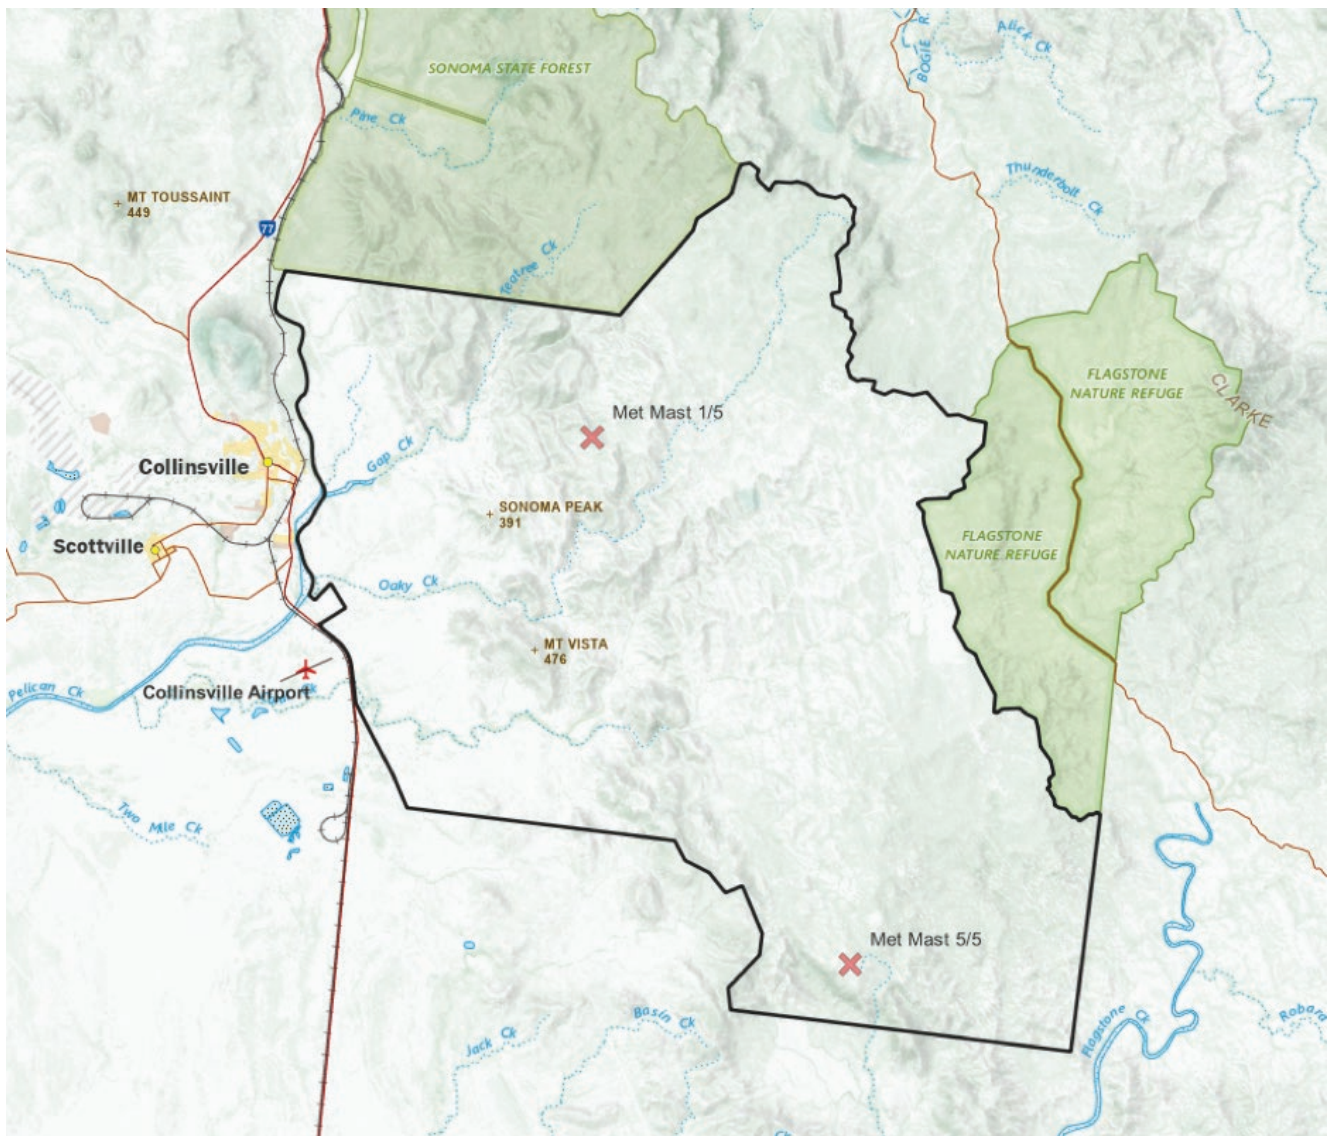 SONOMA STATE FOREST
BOGIE R
Alick Ck
Pine Ck
Thunderbolt Ck
MT TOUSSAINT
449
77
Teatree Ck
FLAGSTONE
NATURE REFUGE
CLARKE
Met Mast 1/5
Gap Ck
Collinsville
SONOMA PEAK
391
Scottville
FLAGSTONE
NATURE REFUGE
Oaky Ck
MT VISTA
476
Pelican Ck
Collinsville Airport
Two Mile Ck
Met Mast 5/5
Jack Ck
Basin Ck
Flagstone Ck
Robara